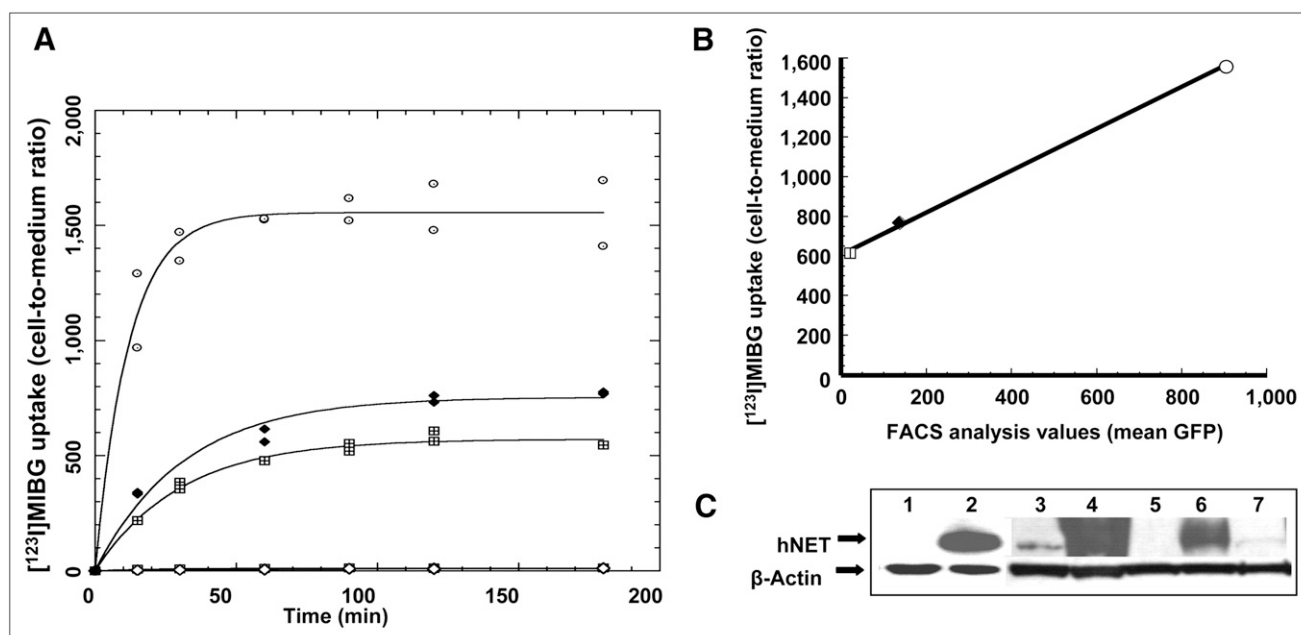 A
[¹²³I]MIBG uptake (cell-to-medium ratio)
2,000
1,500
1,000
500
0
0 50 100 150 200
Time (min)
B
[¹²³I]MIBG uptake (cell-to-medium ratio)
1,600
1,400
1,200
1,000
800
600
400
200
0
0 200 400 600 800 1,000
FACS analysis values (mean GFP)
C
1 2 3 4 5 6 7
hNET
β-Actin